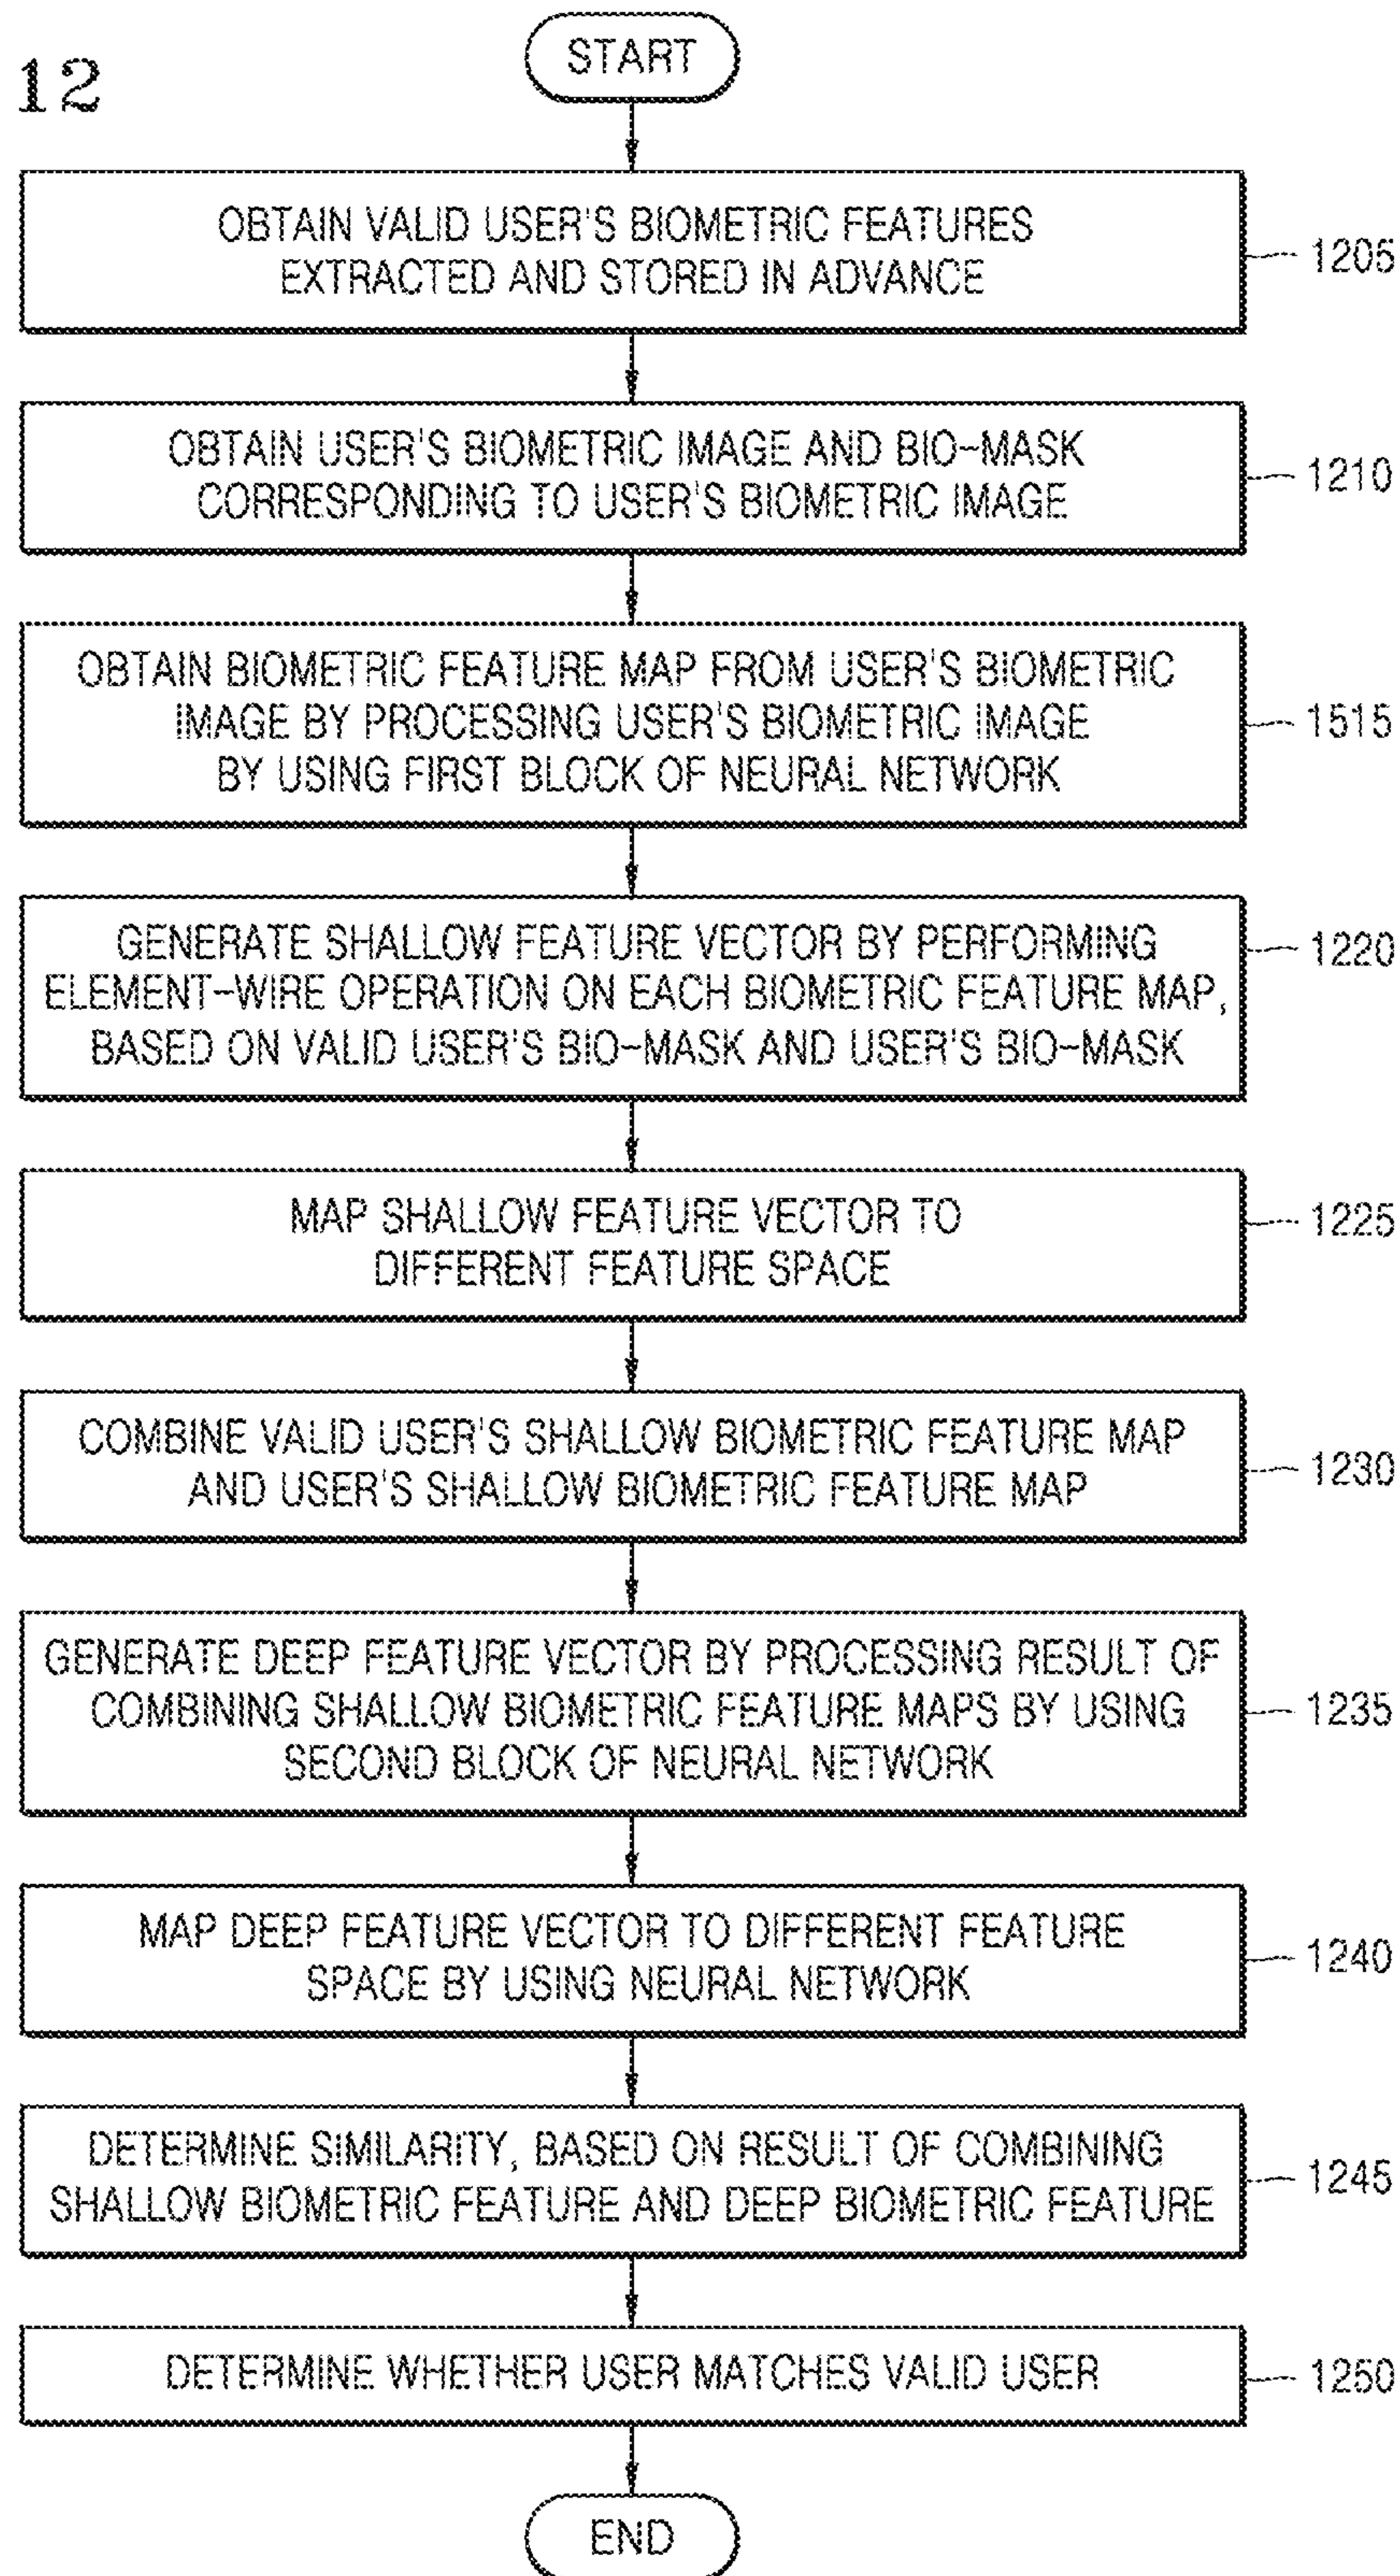 12
START
OBTAIN VALID USER'S BIOMETRIC FEATURES
EXTRACTED AND STORED IN ADVANCE
1205
OBTAIN USER'S BIOMETRIC IMAGE AND BIO-MASK
CORRESPONDING TO USER'S BIOMETRIC IMAGE
1210
OBTAIN BIOMETRIC FEATURE MAP FROM USER'S BIOMETRIC
IMAGE BY PROCESSING USER'S BIOMETRIC IMAGE
BY USING FIRST BLOCK OF NEURAL NETWORK
1515
GENERATE SHALLOW FEATURE VECTOR BY PERFORMING
ELEMENT-WIRE OPERATION ON EACH BIOMETRIC FEATURE MAP,
BASED ON VALID USER'S BIO-MASK AND USER'S BIO-MASK
1220
MAP SHALLOW FEATURE VECTOR TO
DIFFERENT FEATURE SPACE
1225
COMBINE VALID USER'S SHALLOW BIOMETRIC FEATURE MAP
AND USER'S SHALLOW BIOMETRIC FEATURE MAP
1230
GENERATE DEEP FEATURE VECTOR BY PROCESSING RESULT OF
COMBINING SHALLOW BIOMETRIC FEATURE MAPS BY USING
SECOND BLOCK OF NEURAL NETWORK
1235
MAP DEEP FEATURE VECTOR TO DIFFERENT FEATURE
SPACE BY USING NEURAL NETWORK
1240
DETERMINE SIMILARITY, BASED ON RESULT OF COMBINING
SHALLOW BIOMETRIC FEATURE AND DEEP BIOMETRIC FEATURE
1245
DETERMINE WHETHER USER MATCHES VALID USER
1250
END